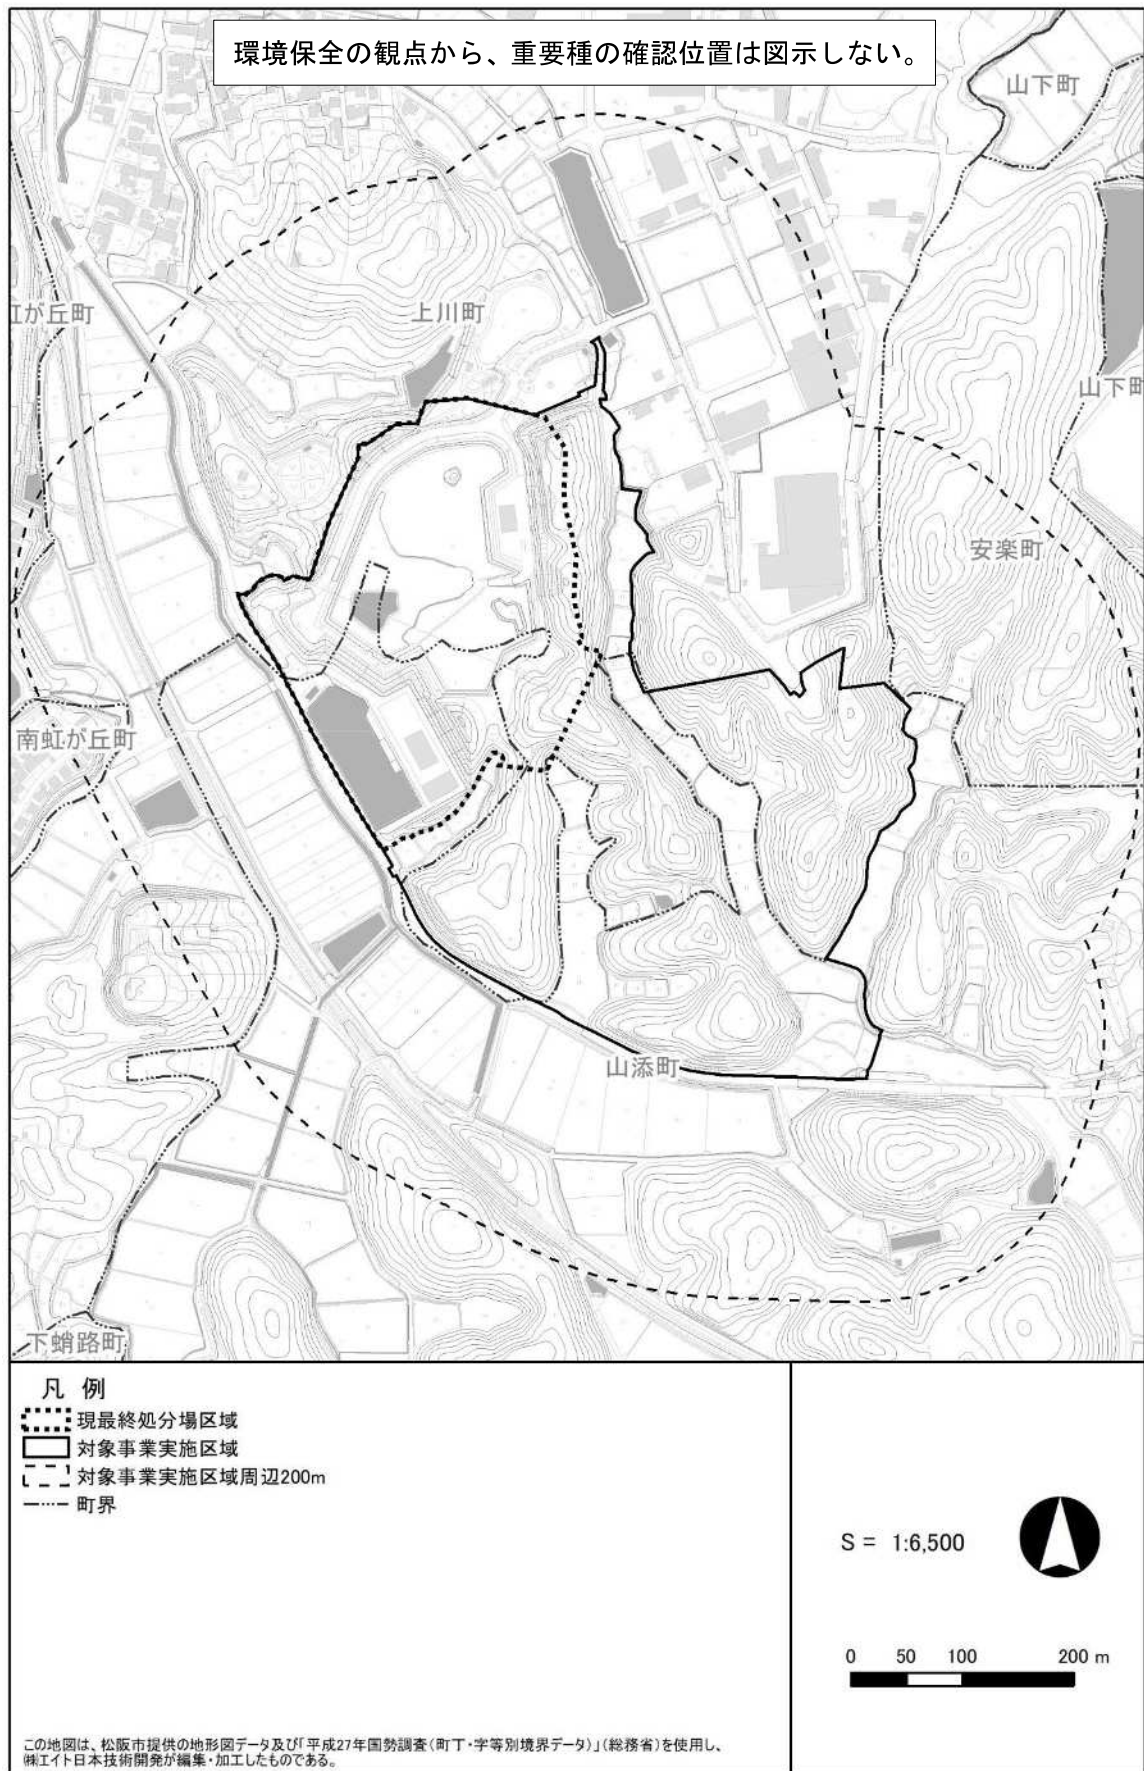 環境保全の観点から、重要種の確認位置は図示しない。
山下町
虹が丘町
上川町
山下町
安楽町
南虹が丘町
山添町
下蛸路町
凡 例
現最終処分場区域
対象事業実施区域
対象事業実施区域周辺200m
町界
S = 1:6,500
0 50 100 200 m
この地図は、松阪市提供の地形図データ及び「平成27年国勢調査(町丁・字等別境界データ)」(総務省)を使用し、
㈱エイト日本技術開発が編集・加工したものである。